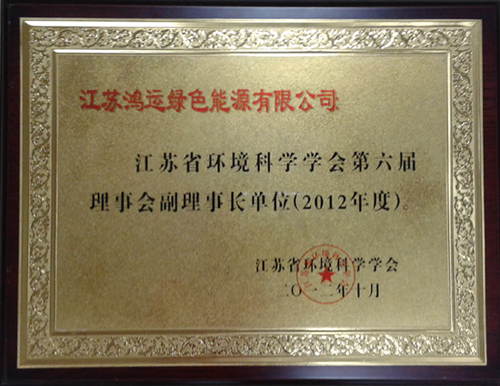 江苏鸿运绿色能源有限公司
江苏省环境科学学会第六届
理事会副理事长单位(2012年度)。
江苏省环境科学学会
二〇一二年十月